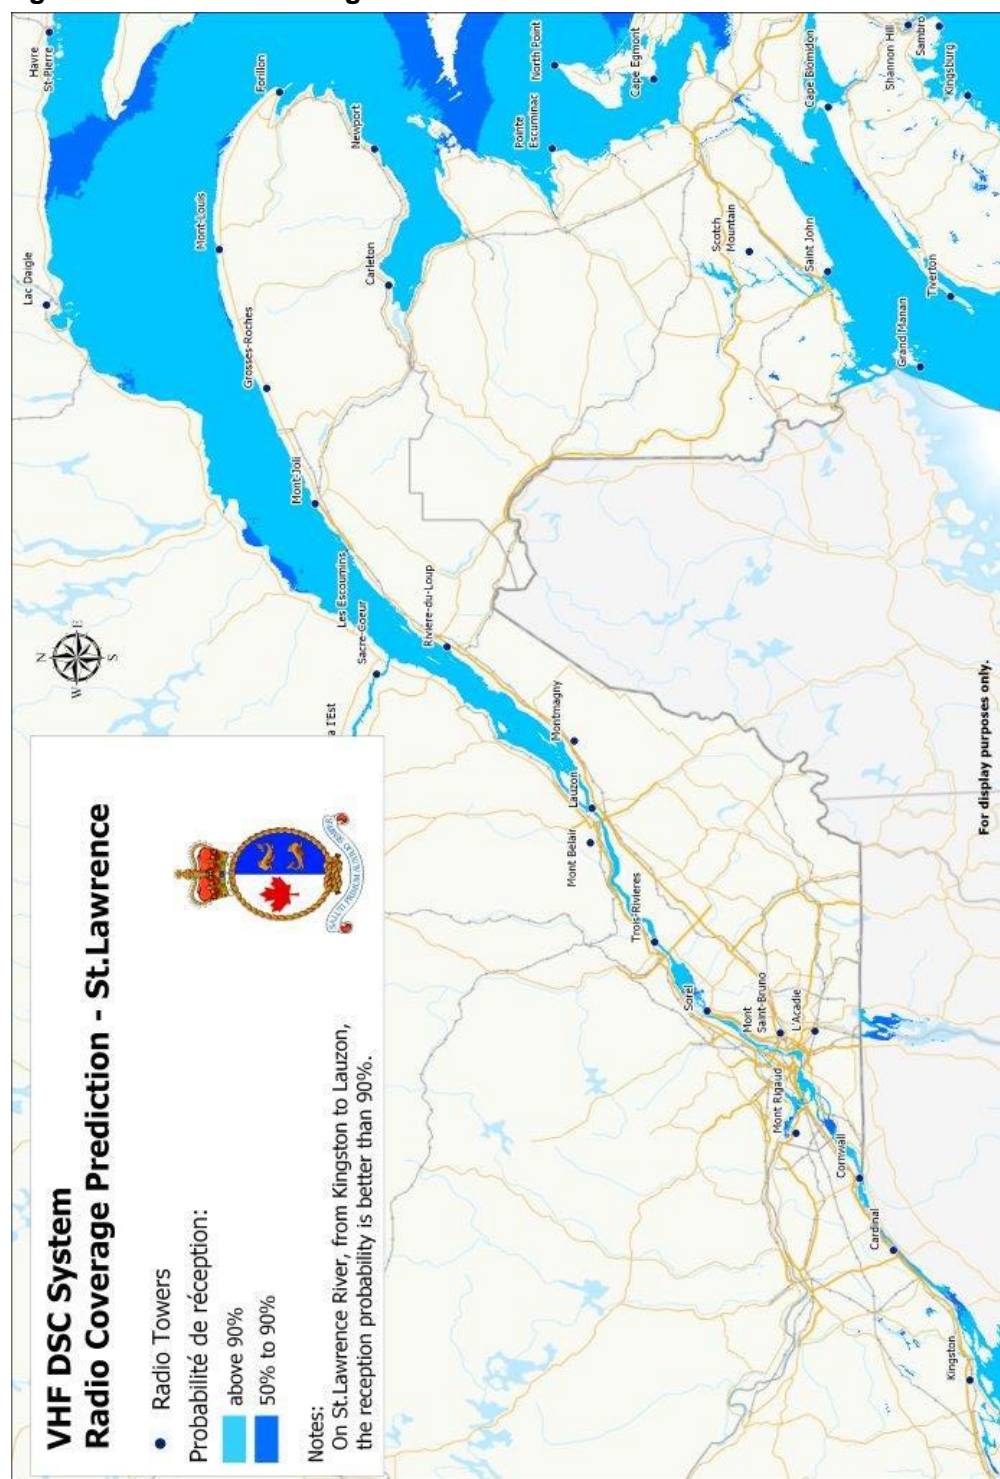 VHF DSC System
Radio Coverage Prediction - St.Lawrence
Radio Towers
Probabilité de réception:
above 90%
50% to 90%
Notes:
On St.Lawrence River, from Kingston to Lauzon,
the reception probability is better than 90%.
N
E
S
W
Havre
St-Pierre
Lac Daigle
Forillon
Mont-Louis
Newport
Grosses-Roches
Carleton
Mont-Joli
Les Escoumins
Sacre-Coeur
Riviere-du-Loup
a l'Est
Montmagny
Lauzon
Mont Belair
Trois-Rivieres
Sorel
Mont
Saint-Bruno
L'Acadie
Mont Rigaud
Cornwall
Cardinal
Kingston
North Point
Pointe
Escuminac
Cape Egmont
Cape Blomidon
Shannon Hill
Sambro
Kingsburg
Scotch
Mountain
Saint John
Tiverton
Grand Manan
For display purposes only.